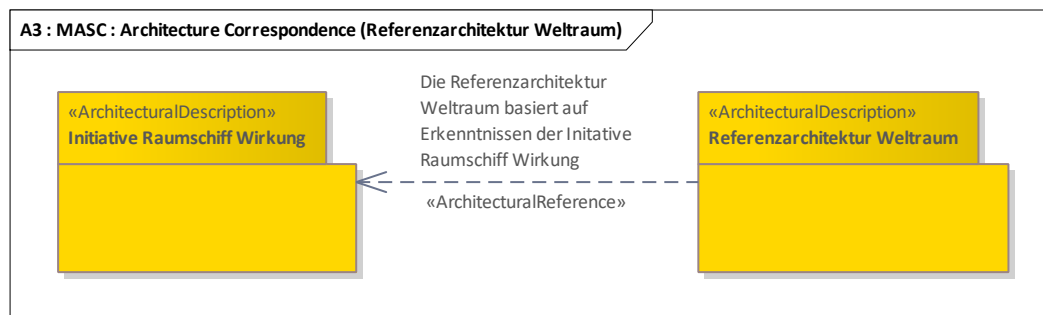 A3 : MASC : Architecture Correspondence (Referenzarchitektur Weltraum)
«ArchitecturalDescription»
Initiative Raumschiff Wirkung
Die Referenzarchitektur
Weltraum basiert auf
Erkenntnissen der Initative
Raumschiff Wirkung
«ArchitecturalReference»
«ArchitecturalDescription»
Referenzarchitektur Weltraum